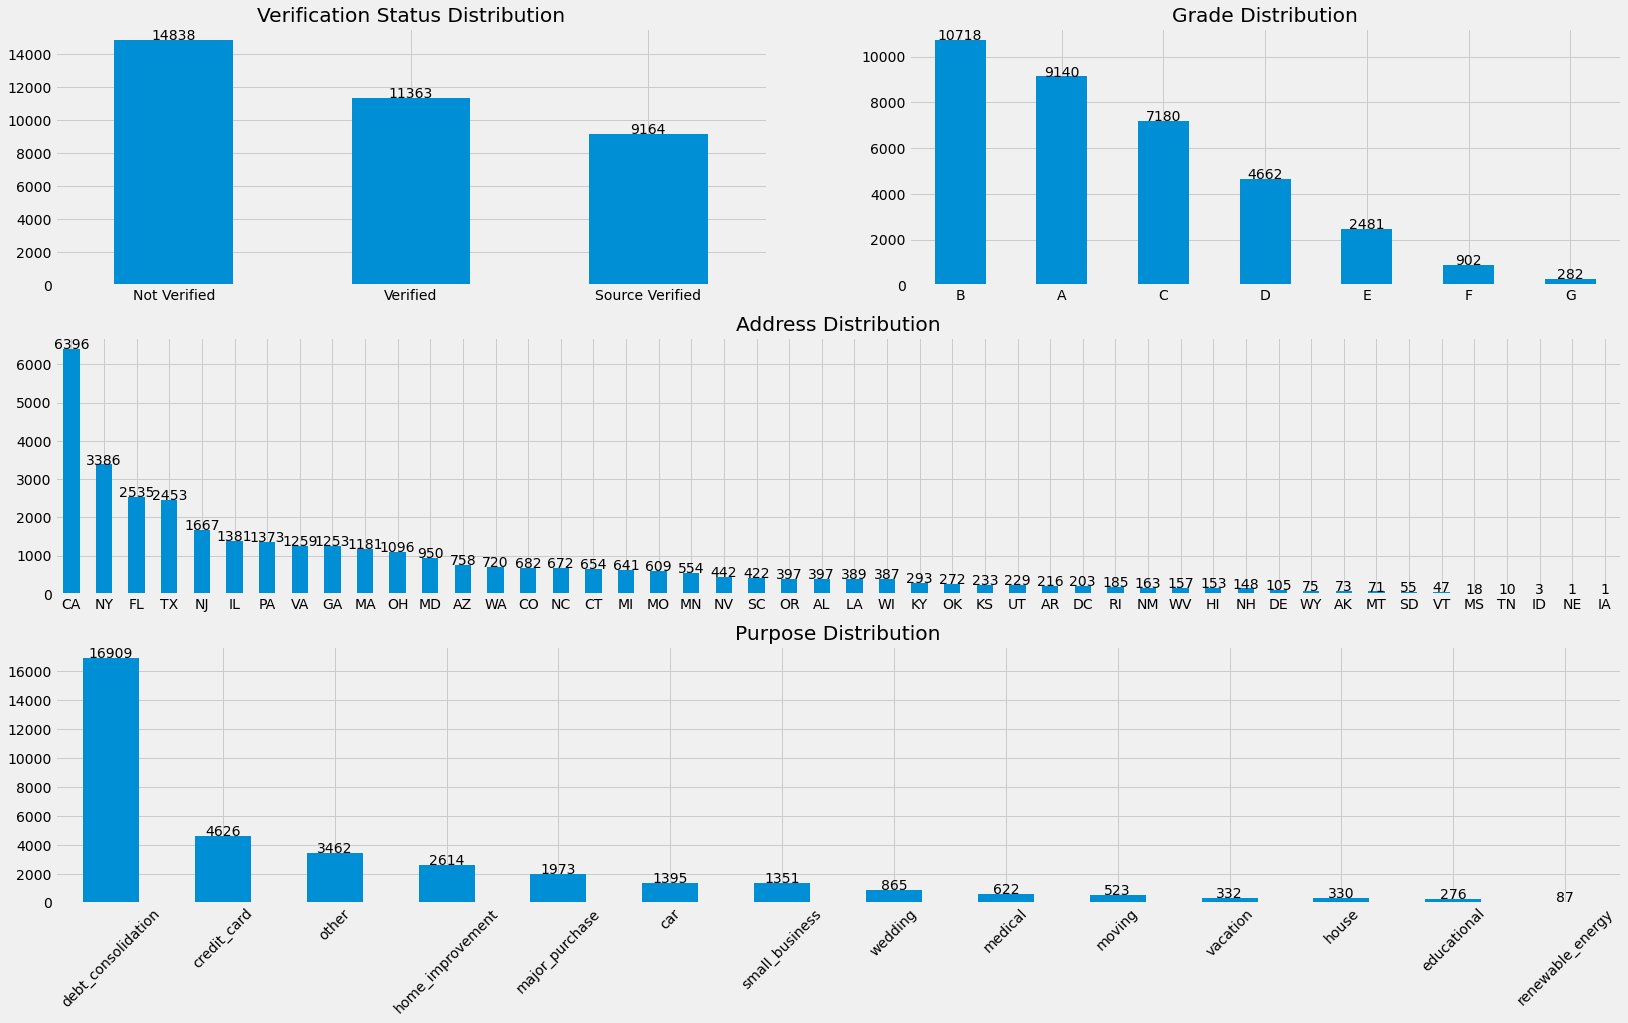 Verification Status Distribution
14838
11363
9164
14000
12000
10000
8000
6000
4000
2000
0
Not Verified Verified Source Verified
Grade Distribution
10718
9140
7180
4662
2481
902
282
10000
8000
6000
4000
2000
0
B A C D E F G
Address Distribution
6396 3386 2535 2453 1667 1381 1373 1259 1253 1181 1096 950 758 720 682 672 654 641 609 554 442 422 397 397 389 387 293 272 233 229 216 203 185 163 157 153 148 105 75 73 71 55 47 18 10 3 1 1
6000
5000
4000
3000
2000
1000
0
CA NY FL TX NJ IL PA VA GA MA OH MD AZ WA CO NC CT MI MO MN NV SC OR AL LA WI KY OK KS UT AR DC RI NM WV HI NH DE WY AK MT SD VT MS TN ID NE IA
Purpose Distribution
16909 4626 3462 2614 1973 1395 1351 865 622 523 332 330 276 87
16000
14000
12000
10000
8000
6000
4000
2000
0
debt_consolidation
credit_card
other
home_improvement
major_purchase
car
small_business
wedding
medical
moving
vacation
house
educational
renewable_energy